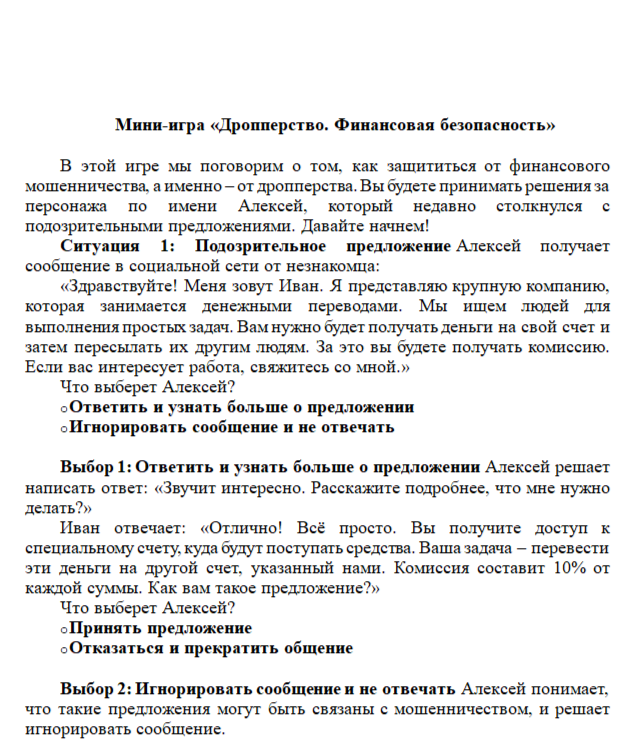 Мини-игра «Дропперство. Финансовая безопасность»
В этой игре мы поговорим о том, как защититься от финансового
мошенничества, а именно – от дропперства. Вы будете принимать решения за
персонажа по имени Алексей, который недавно столкнулся с
подозрительными предложениями. Давайте начнем!
Ситуация 1: Подозрительное предложение Алексей получает
сообщение в социальной сети от незнакомца:
«Здравствуйте! Меня зовут Иван. Я представляю крупную компанию,
которая занимается денежными переводами. Мы ищем людей для
выполнения простых задач. Вам нужно будет получать деньги на свой счет и
затем пересылать их другим людям. За это вы будете получать комиссию.
Если вас интересует работа, свяжитесь со мной.»
Что выберет Алексей?
oОтветить и узнать больше о предложении
oИгнорировать сообщение и не отвечать
Выбор 1: Ответить и узнать больше о предложении Алексей решает
написать ответ: «Звучит интересно. Расскажите подробнее, что мне нужно
делать?»
Иван отвечает: «Отлично! Всё просто. Вы получите доступ к
специальному счету, куда будут поступать средства. Ваша задача – перевести
эти деньги на другой счет, указанный нами. Комиссия составит 10% от
каждой суммы. Как вам такое предложение?»
Что выберет Алексей?
oПринять предложение
oОтказаться и прекратить общение
Выбор 2: Игнорировать сообщение и не отвечать Алексей понимает,
что такие предложения могут быть связаны с мошенничеством, и решает
игнорировать сообщение.